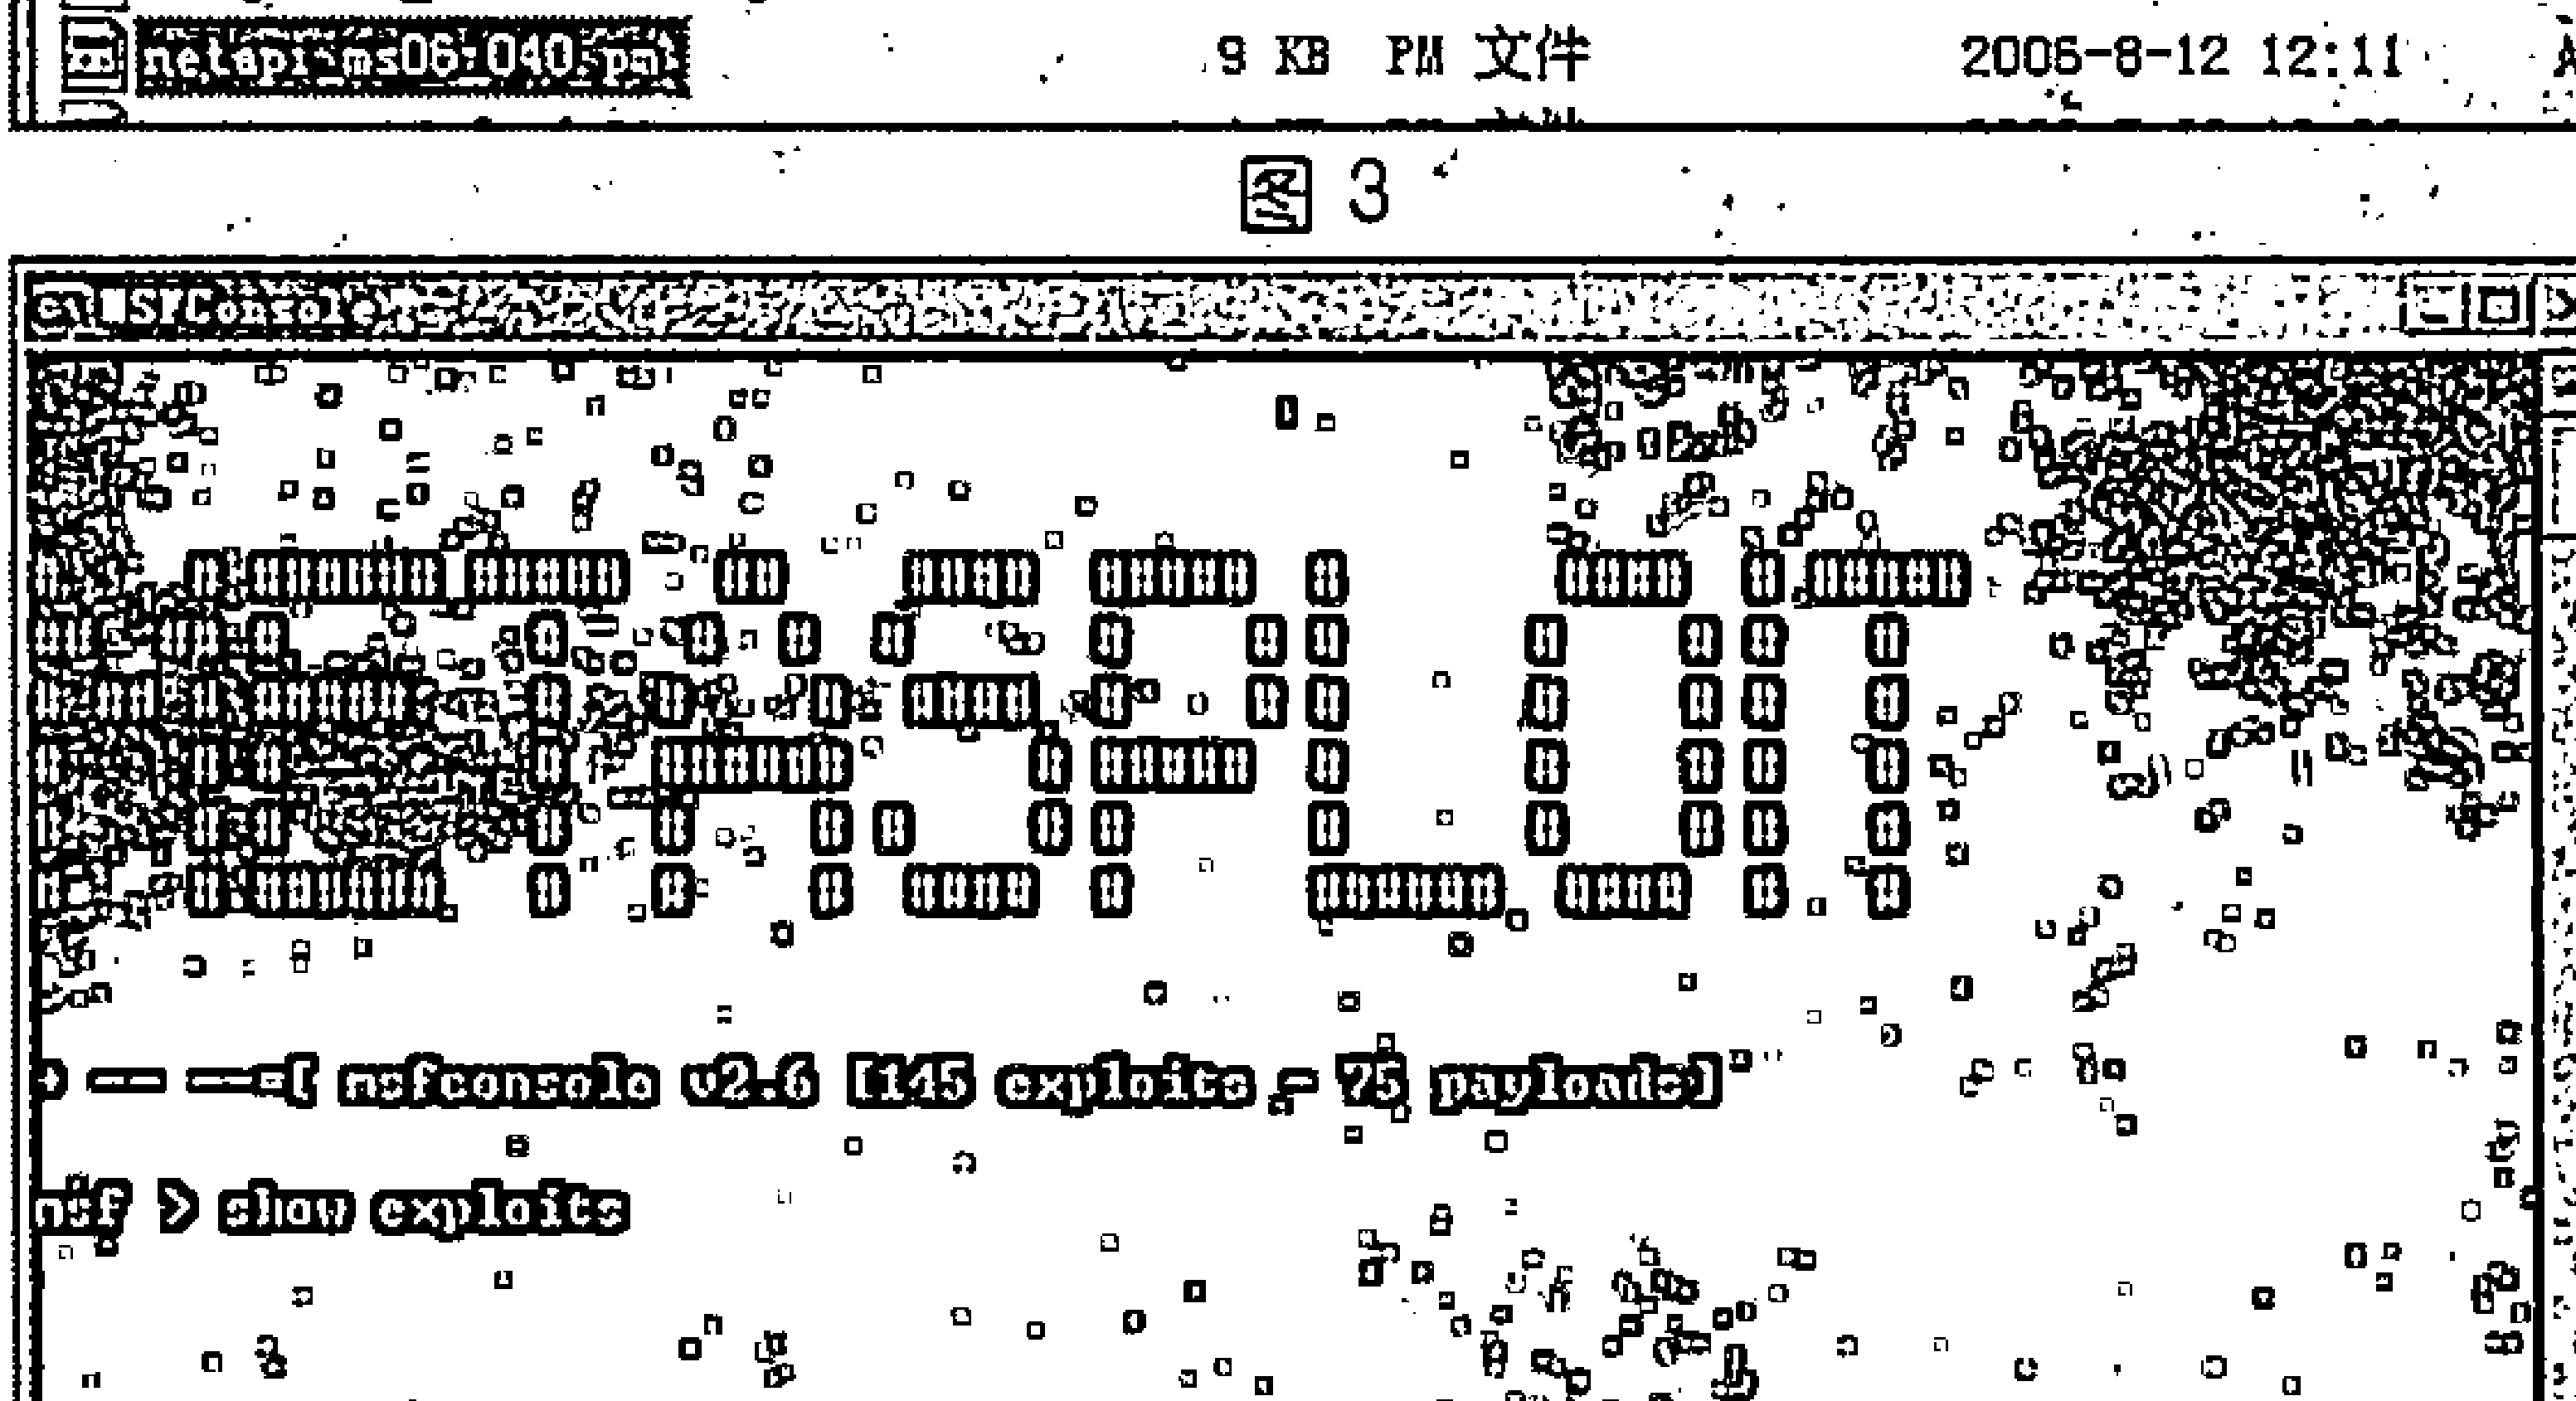 netapi_ms06_040.pm 9 KB PM 文件 2006-8-12 12:11 A
图 3
MSFConsole
METASPLOIT
+ -- --=[ msfconsole v2.6 [145 exploits - 75 payloads]
msf > show exploits